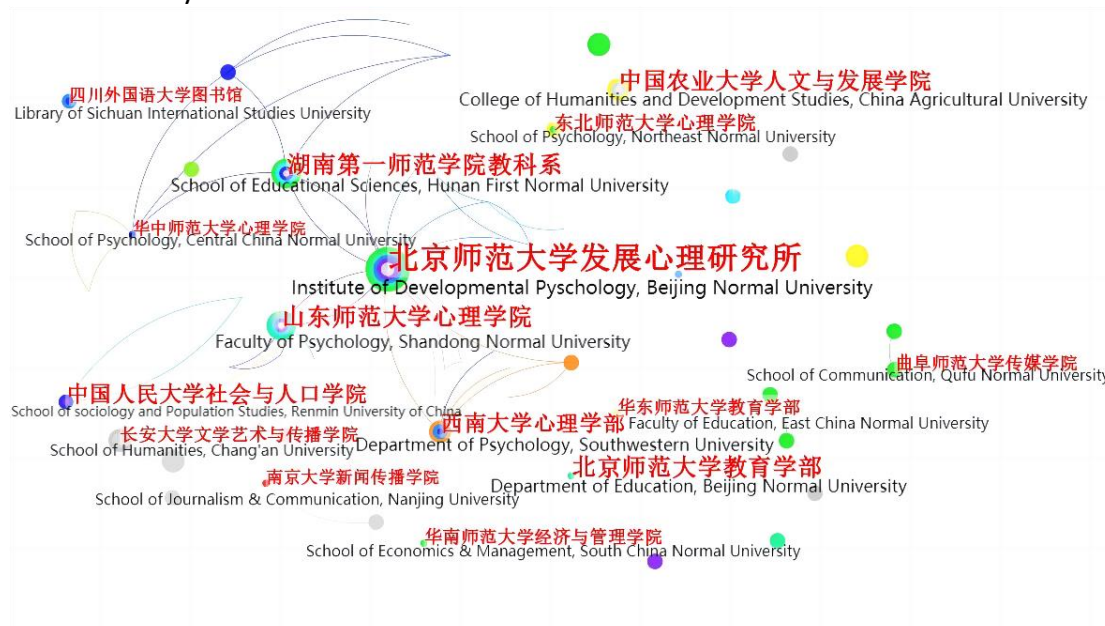 四川外国语大学图书馆
Library of Sichuan International Studies University
中国农业大学人文与发展学院
College of Humanities and Development Studies, China Agricultural University
东北师范大学心理学院
School of Psychology, Northeast Normal University
湖南第一师范学院教科系
School of Educational Sciences, Hunan First Normal University
华中师范大学心理学院
School of Psychology, Central China Normal University
北京师范大学发展心理研究所
Institute of Developmental Pyschology, Beijing Normal University
山东师范大学心理学院
Faculty of Psychology, Shandong Normal University
曲阜师范大学传媒学院
School of Communication, Qufu Normal University
中国人民大学社会与人口学院
School of sociology and Population Studies, Renmin University of China
华东师范大学教育学部
Faculty of Education, East China Normal University
西南大学心理学部
Department of Psychology, Southwestern University
长安大学文学艺术与传播学院
School of Humanities, Chang'an University
北京师范大学教育学部
Department of Education, Beijing Normal University
南京大学新闻传播学院
School of Journalism & Communication, Nanjing University
华南师范大学经济与管理学院
School of Economics & Management, South China Normal University